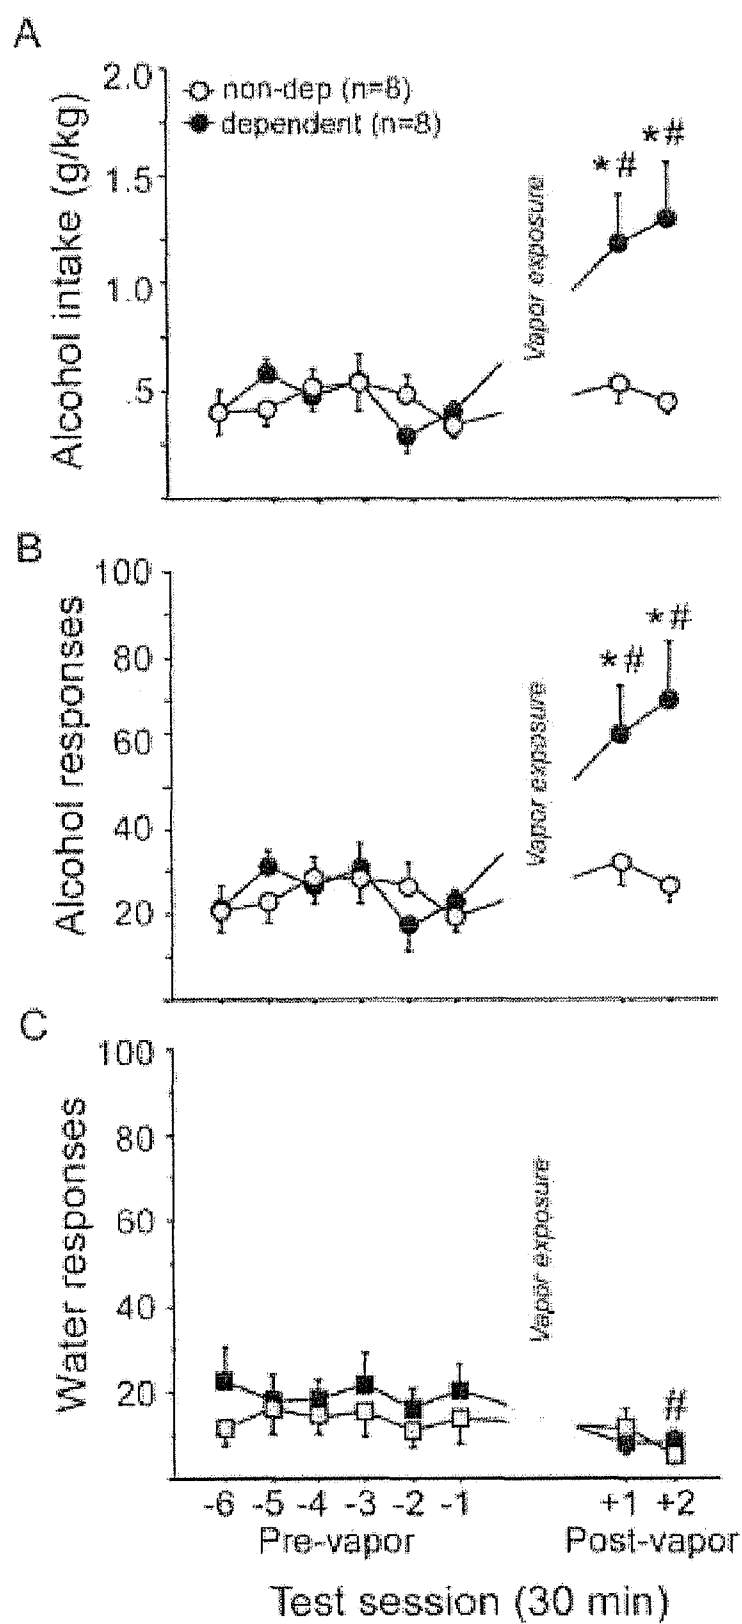 A
Alcohol intake (g/kg)
2.0
1.5
1.0
.5
non-dep (n=8)
dependent (n=8)
Vapor exposure
*#
*#
B
Alcohol responses
100
80
60
40
20
Vapor exposure
*#
*#
C
Water responses
100
80
60
40
20
Vapor exposure
#
-6 -5 -4 -3 -2 -1 +1 +2
Pre-vapor Post-vapor
Test session (30 min)